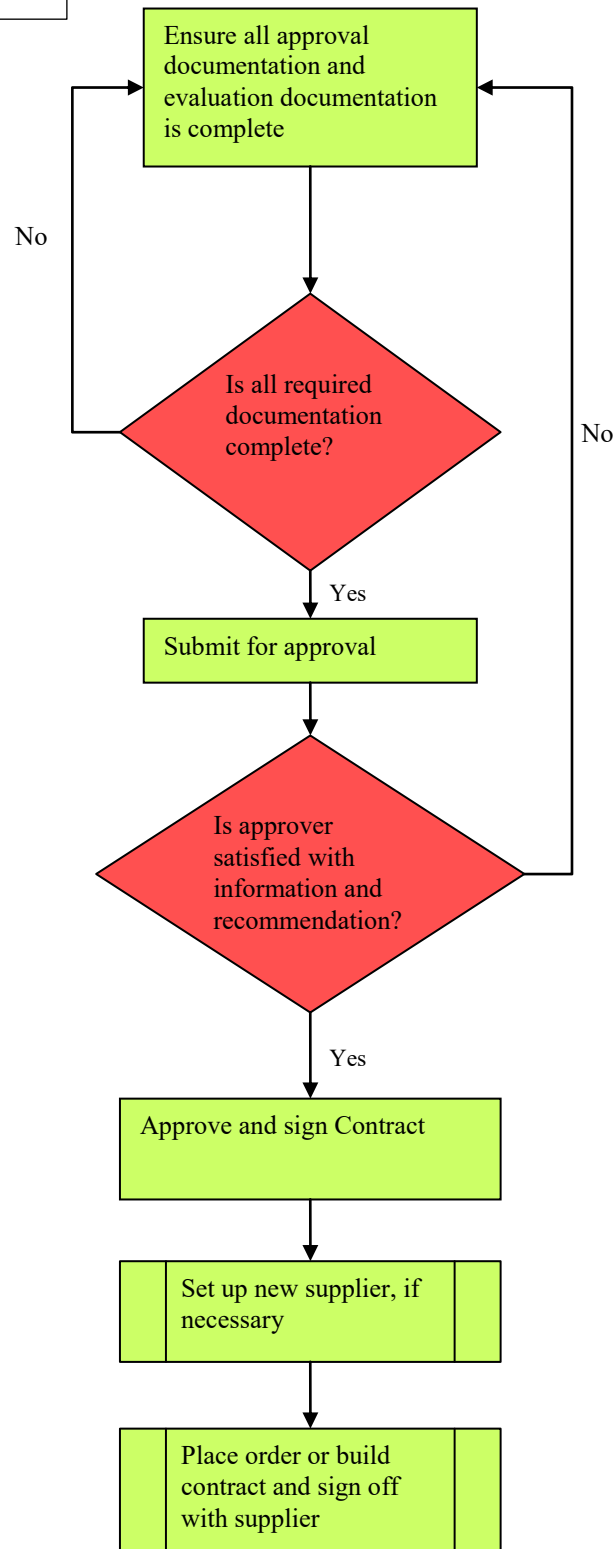 Ensure all approval
documentation and
evaluation documentation
is complete
No
Is all required
documentation
complete?
No
Yes
Submit for approval
Is approver
satisfied with
information and
recommendation?
Yes
Approve and sign Contract
Set up new supplier, if
necessary
Place order or build
contract and sign off
with supplier